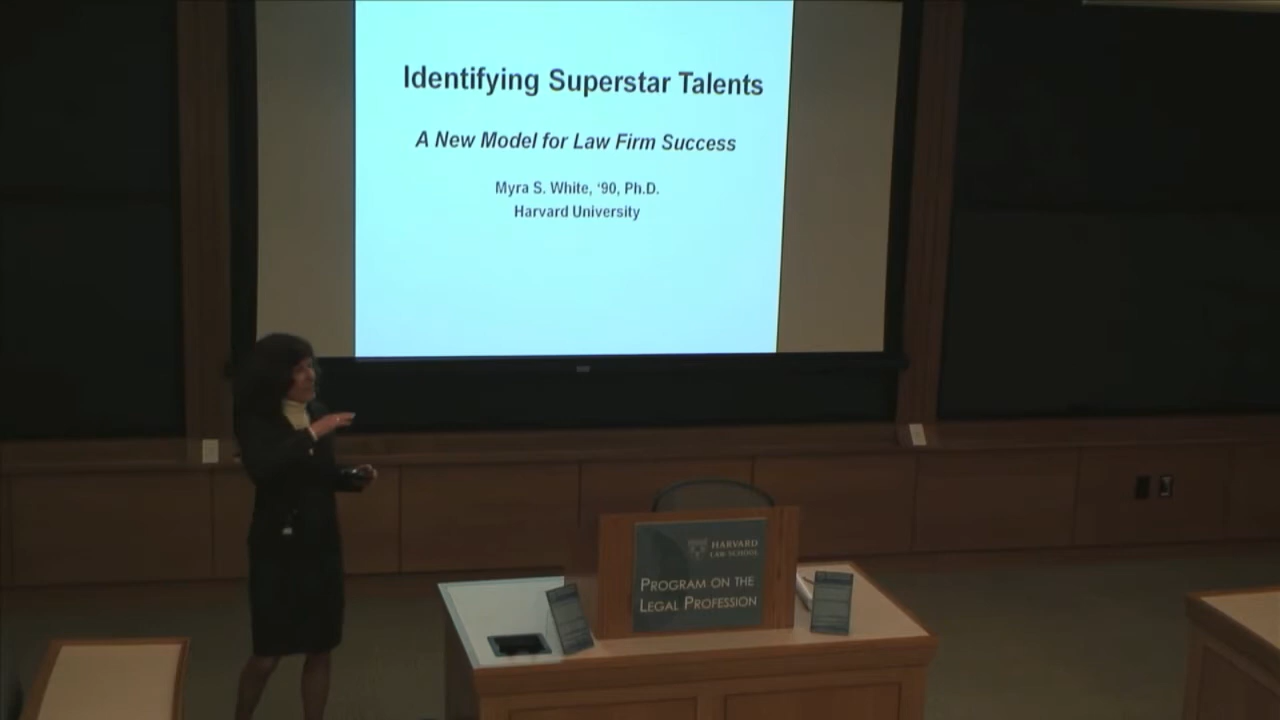 Identifying Superstar Talents
A New Model for Law Firm Success
Myra S. White, ‘90, Ph.D.
Harvard University
HARVARD
LAW SCHOOL
PROGRAM ON THE
LEGAL PROFESSION